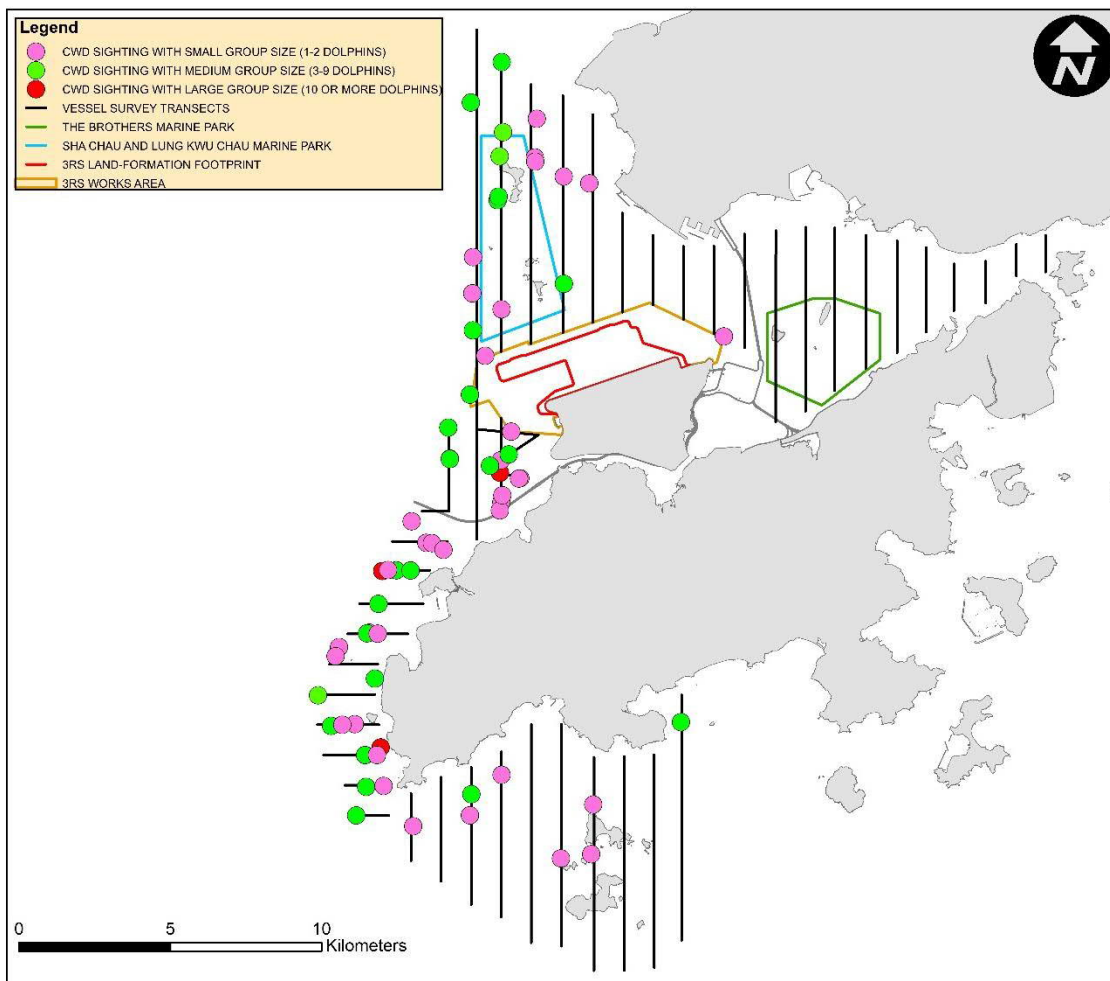 Legend
CWD SIGHTING WITH SMALL GROUP SIZE (1-2 DOLPHINS)
CWD SIGHTING WITH MEDIUM GROUP SIZE (3-9 DOLPHINS)
CWD SIGHTING WITH LARGE GROUP SIZE (10 OR MORE DOLPHINS)
VESSEL SURVEY TRANSECTS
THE BROTHERS MARINE PARK
SHA CHAU AND LUNG KWU CHAU MARINE PARK
3RS LAND-FORMATION FOOTPRINT
3RS WORKS AREA
N
0 5 10
Kilometers